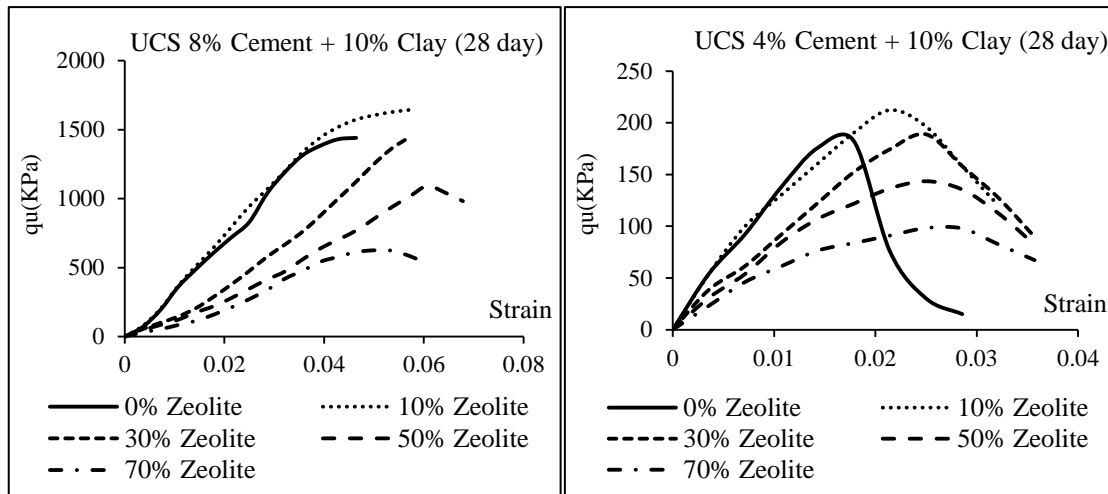 UCS 8% Cement + 10% Clay (28 day)
2000
1500
1000
500
0
qu(KPa)
Strain
0 0.02 0.04 0.06 0.08
0% Zeolite 10% Zeolite
30% Zeolite 50% Zeolite
70% Zeolite
UCS 4% Cement + 10% Clay (28 day)
250
200
150
100
50
0
qu(KPa)
Strain
0 0.01 0.02 0.03 0.04
0% Zeolite 10% Zeolite
30% Zeolite 50% Zeolite
70% Zeolite